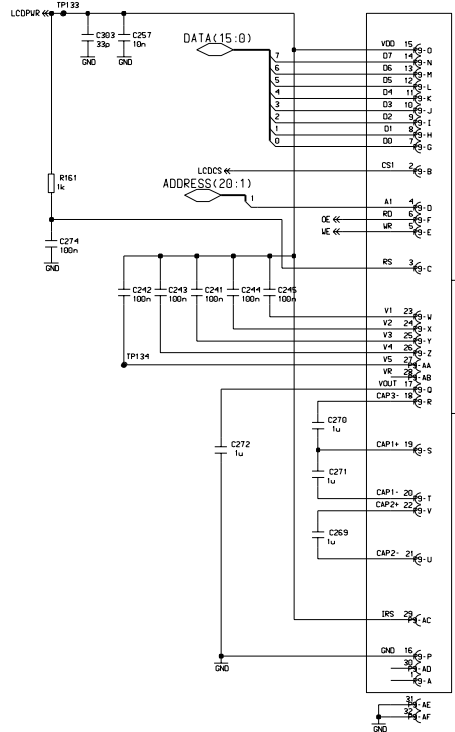 LCDPWR TP133
C303
33p
C257
10n
GND GND
DATA(15:0)
7
6
5
4
3
2
1
0
VDD 15 P9-O
D7 14 P9-N
D6 13 P9-M
D5 12 P9-L
D4 11 P9-K
D3 10 P9-J
D2 9 P9-I
D1 8 P9-H
D0 7 P9-G
LCDCS
CS1 2 P9-B
R161
1k
ADDRESS(20:1)
1
A1 4 P9-D
OE RD 6 P9-F
WE WR 5 P9-E
C274
100n
GND
RS 3 P9-C
C242
100n
C243
100n
C241
100n
C244
100n
C245
100n
V1 23 P9-W
V2 24 P9-X
V3 25 P9-Y
V4 26 P9-Z
TP134
V5 27 P9-AA
VR 28 P9-AB
VOUT 17 P9-Q
CAP3- 18 P9-R
C270
1u
C272
1u
CAP1+ 19 P9-S
C271
1u
CAP1- 20 P9-T
CAP2+ 22 P9-V
C269
1u
CAP2- 21 P9-U
IRS 29 P9-AC
GND 16 P9-P
GND
30 P9-AD
1 P9-A
31 P9-AE
32 P9-AF
GND